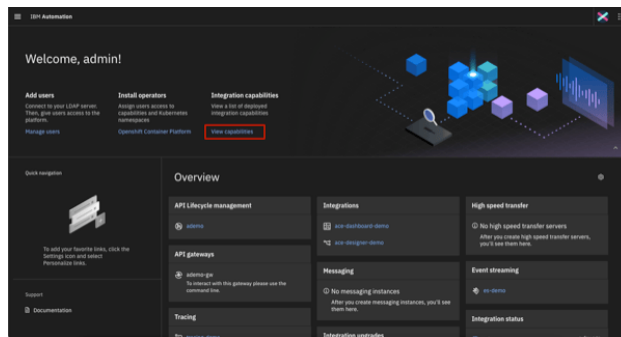 IBM Automation
Welcome, admin!
Add users
Connect to your LDAP server.
Then, give users access to the
platform.
Manage users
Install operators
Assign users access to
capabilities and Kubernetes
namespaces
Openshift Container Platform
Integration capabilities
View a list of deployed
integration capabilities
View capabilities
Quick navigation
To add your favorite links, click the
Settings icon and select
Personalize links.
Support
Documentation
Overview
API Lifecycle management
ademo
API gateways
ademo-gw
To interact with this gateway please use the
command line.
Tracing
Integrations
ace-dashboard-demo
ace-designer-demo
Messaging
No messaging instances
After you create messaging instances, you'll see
them here.
Integration upgrades
High speed transfer
No high speed transfer servers
After you create high speed transfer servers,
you'll see them here.
Event streaming
es-demo
Integration status